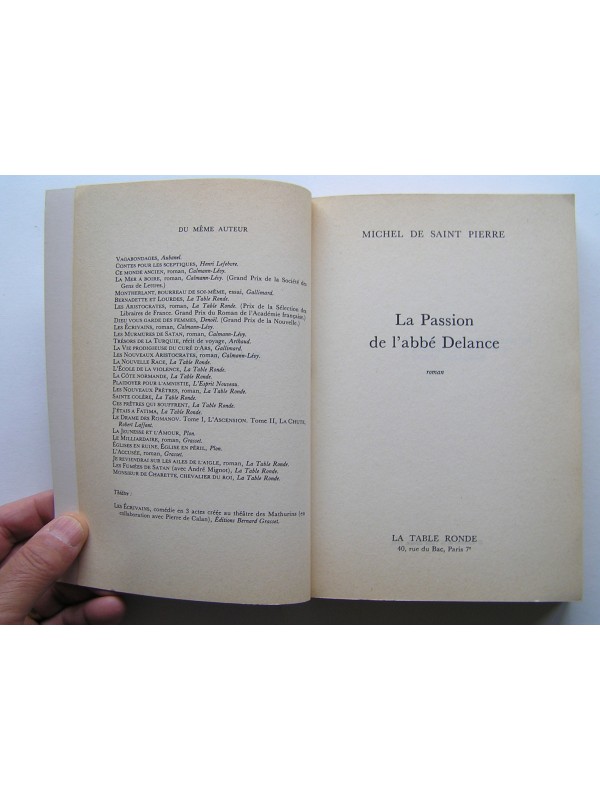 DU MÊME AUTEUR
VAGABONDAGES, Aubanel.
CONTES POUR LES SCEPTIQUES, Henri Lefebvre.
CE MONDE ANCIEN, roman, Calmann-Lévy.
LA MER A BOIRE, roman, Calmann-Lévy. (Grand Prix de la Société des
Gens de Lettres.)
MONTHERLANT, BOURREAU DE SOI-MÊME, essai, Gallimard.
BERNADETTE ET LOURDES, La Table Ronde.
LES ARISTOCRATES, roman, La Table Ronde. (Prix de la Sélection des
Libraires de France. Grand Prix du Roman de l'Académie française.)
DIEU VOUS GARDE DES FEMMES, Denoël. (Grand Prix de la Nouvelle.)
LES ÉCRIVAINS, roman, Calmann-Lévy.
LES MURMURES DE SATAN, roman, Calmann-Lévy.
TRÉSORS DE LA TURQUIE, récit de voyage, Arthaud.
LA VIE PRODIGIEUSE DU CURÉ D'ARS, Gallimard.
LES NOUVEAUX ARISTOCRATES, roman, Calmann-Lévy.
LA NOUVELLE RACE, La Table Ronde.
L'ÉCOLE DE LA VIOLENCE, La Table Ronde.
LA CÔTE NORMANDE, La Table Ronde.
PLAIDOYER POUR L'AMNISTIE, L'Esprit Nouveau.
LES NOUVEAUX PRÊTRES, roman, La Table Ronde.
SAINTE COLÈRE, La Table Ronde.
CES PRÊTRES QUI SOUFFRENT, La Table Ronde.
J'ÉTAIS A FATIMA, La Table Ronde.
LE DRAME DES ROMANOV. Tome I, L'ASCENSION. Tome II, LA CHUTE,
Robert Laffont.
LA JEUNESSE ET L'AMOUR, Plon.
LE MILLIARDAIRE, roman, Grasset.
ÉGLISES EN RUINE, ÉGLISE EN PÉRIL, Plon.
L'ACCUSÉE, roman, Grasset.
JE REVIENDRAI SUR LES AILES DE L'AIGLE, roman, La Table Ronde.
LES FUMÉES DE SATAN (avec André Mignot), La Table Ronde.
MONSIEUR DE CHARETTE, CHEVALIER DU ROI, La Table Ronde.
Théâtre :
LES ÉCRIVAINS, comédie en 3 actes créée au théâtre des Mathurins (en
collaboration avec Pierre de Calan), Éditions Bernard Grasset.
MICHEL DE SAINT PIERRE
La Passion
de l'abbé Delance
roman
LA TABLE RONDE
40, rue du Bac, Paris 7e